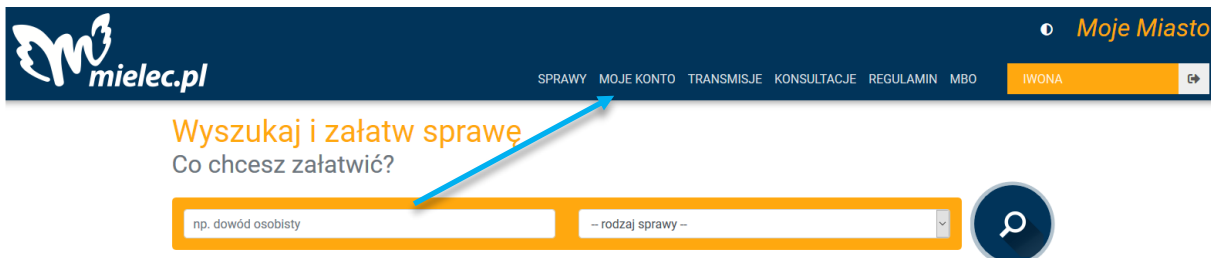 Moje Miasto
mielec.pl
SPRAWY MOJE KONTO TRANSMISJE KONSULTACJE REGULAMIN MBO IWONA
Wyszukaj i załatw sprawę
Co chcesz załatwić?
np. dowód osobisty -- rodzaj sprawy --